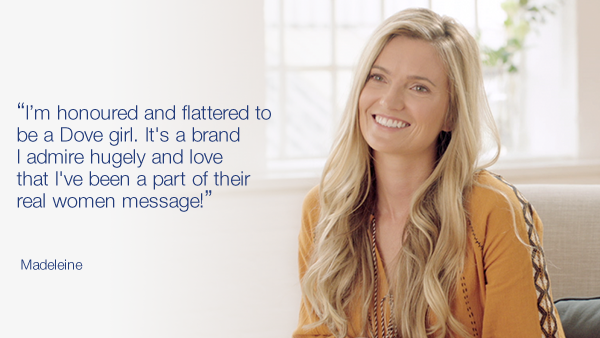 “I’m honoured and flattered to
be a Dove girl. It's a brand
I admire hugely and love
that I've been a part of their
real women message!”
Madeleine